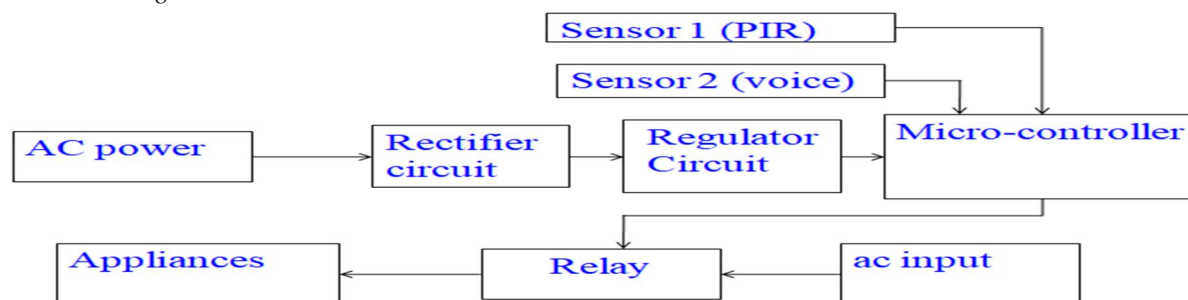 Sensor 1 (PIR)
Sensor 2 (voice)
AC power
Rectifier
circuit
Regulator
Circuit
Micro-controller
Appliances
Relay
ac input